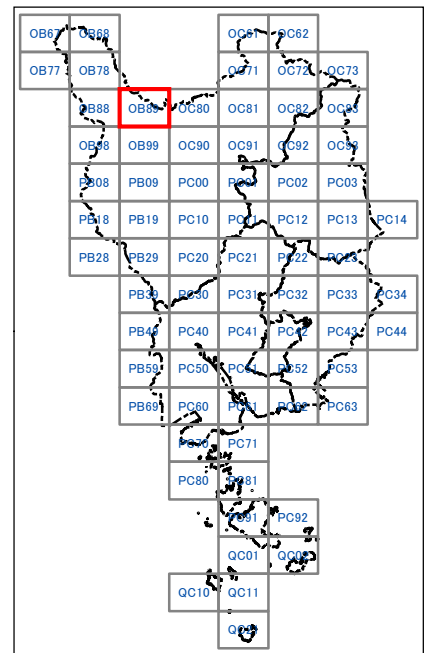 OB67 OB68 OC61 OC62
OB77 OB78 OC71 OC72 OC73
OB88 OB89 OC80 OC81 OC82 OC83
OB98 OB99 OC90 OC91 OC92 OC93
PB08 PB09 PC00 PC01 PC02 PC03
PB18 PB19 PC10 PC11 PC12 PC13 PC14
PB28 PB29 PC20 PC21 PC22 PC23
PB39 PC30 PC31 PC32 PC33 PC34
PB49 PC40 PC41 PC42 PC43 PC44
PB59 PC50 PC51 PC52 PC53
PB69 PC60 PC61 PC62 PC63
PC70 PC71
PC80 PC81
PC91 PC92
QC01 QC02
QC10 QC11
QC21